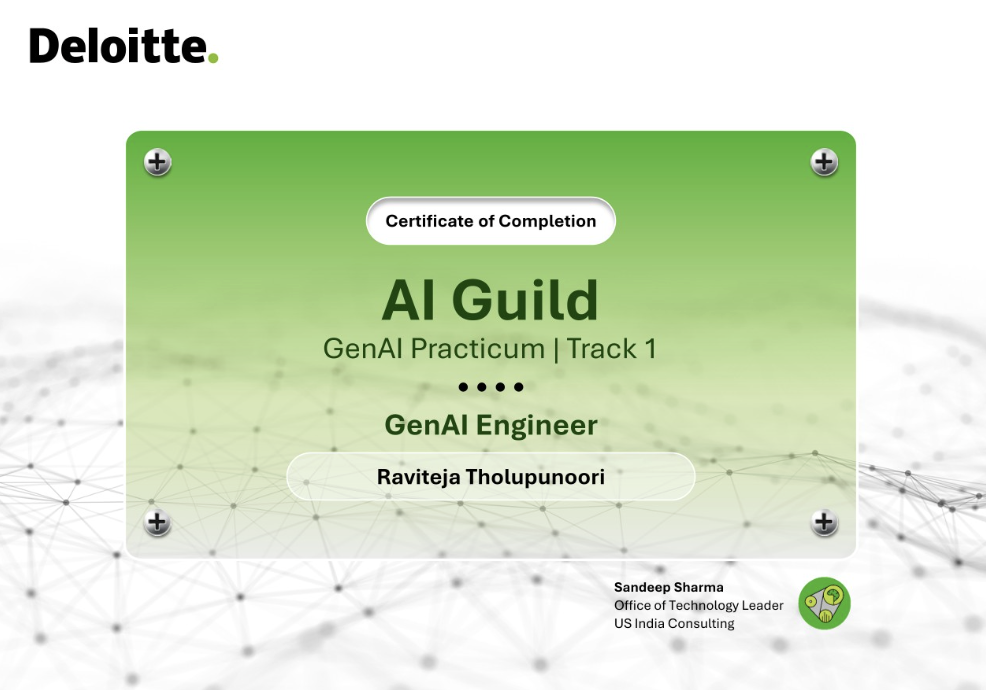 Deloitte.
Certificate of Completion
AI Guild
GenAI Practicum | Track 1
GenAI Engineer
Raviteja Tholupunoori
Sandeep Sharma
Office of Technology Leader
US India Consulting